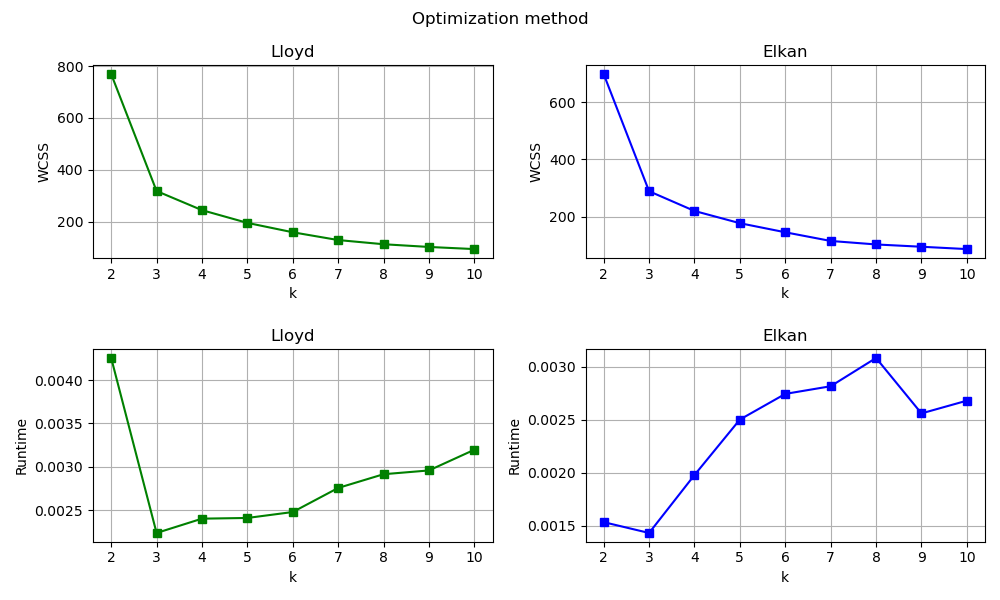 Optimization method
Lloyd
800
600
400
200
WCSS
2 3 4 5 6 7 8 9 10
k
Elkan
600
400
200
WCSS
2 3 4 5 6 7 8 9 10
k
Lloyd
0.0040
0.0035
0.0030
0.0025
Runtime
2 3 4 5 6 7 8 9 10
k
Elkan
0.0030
0.0025
0.0020
0.0015
Runtime
2 3 4 5 6 7 8 9 10
k